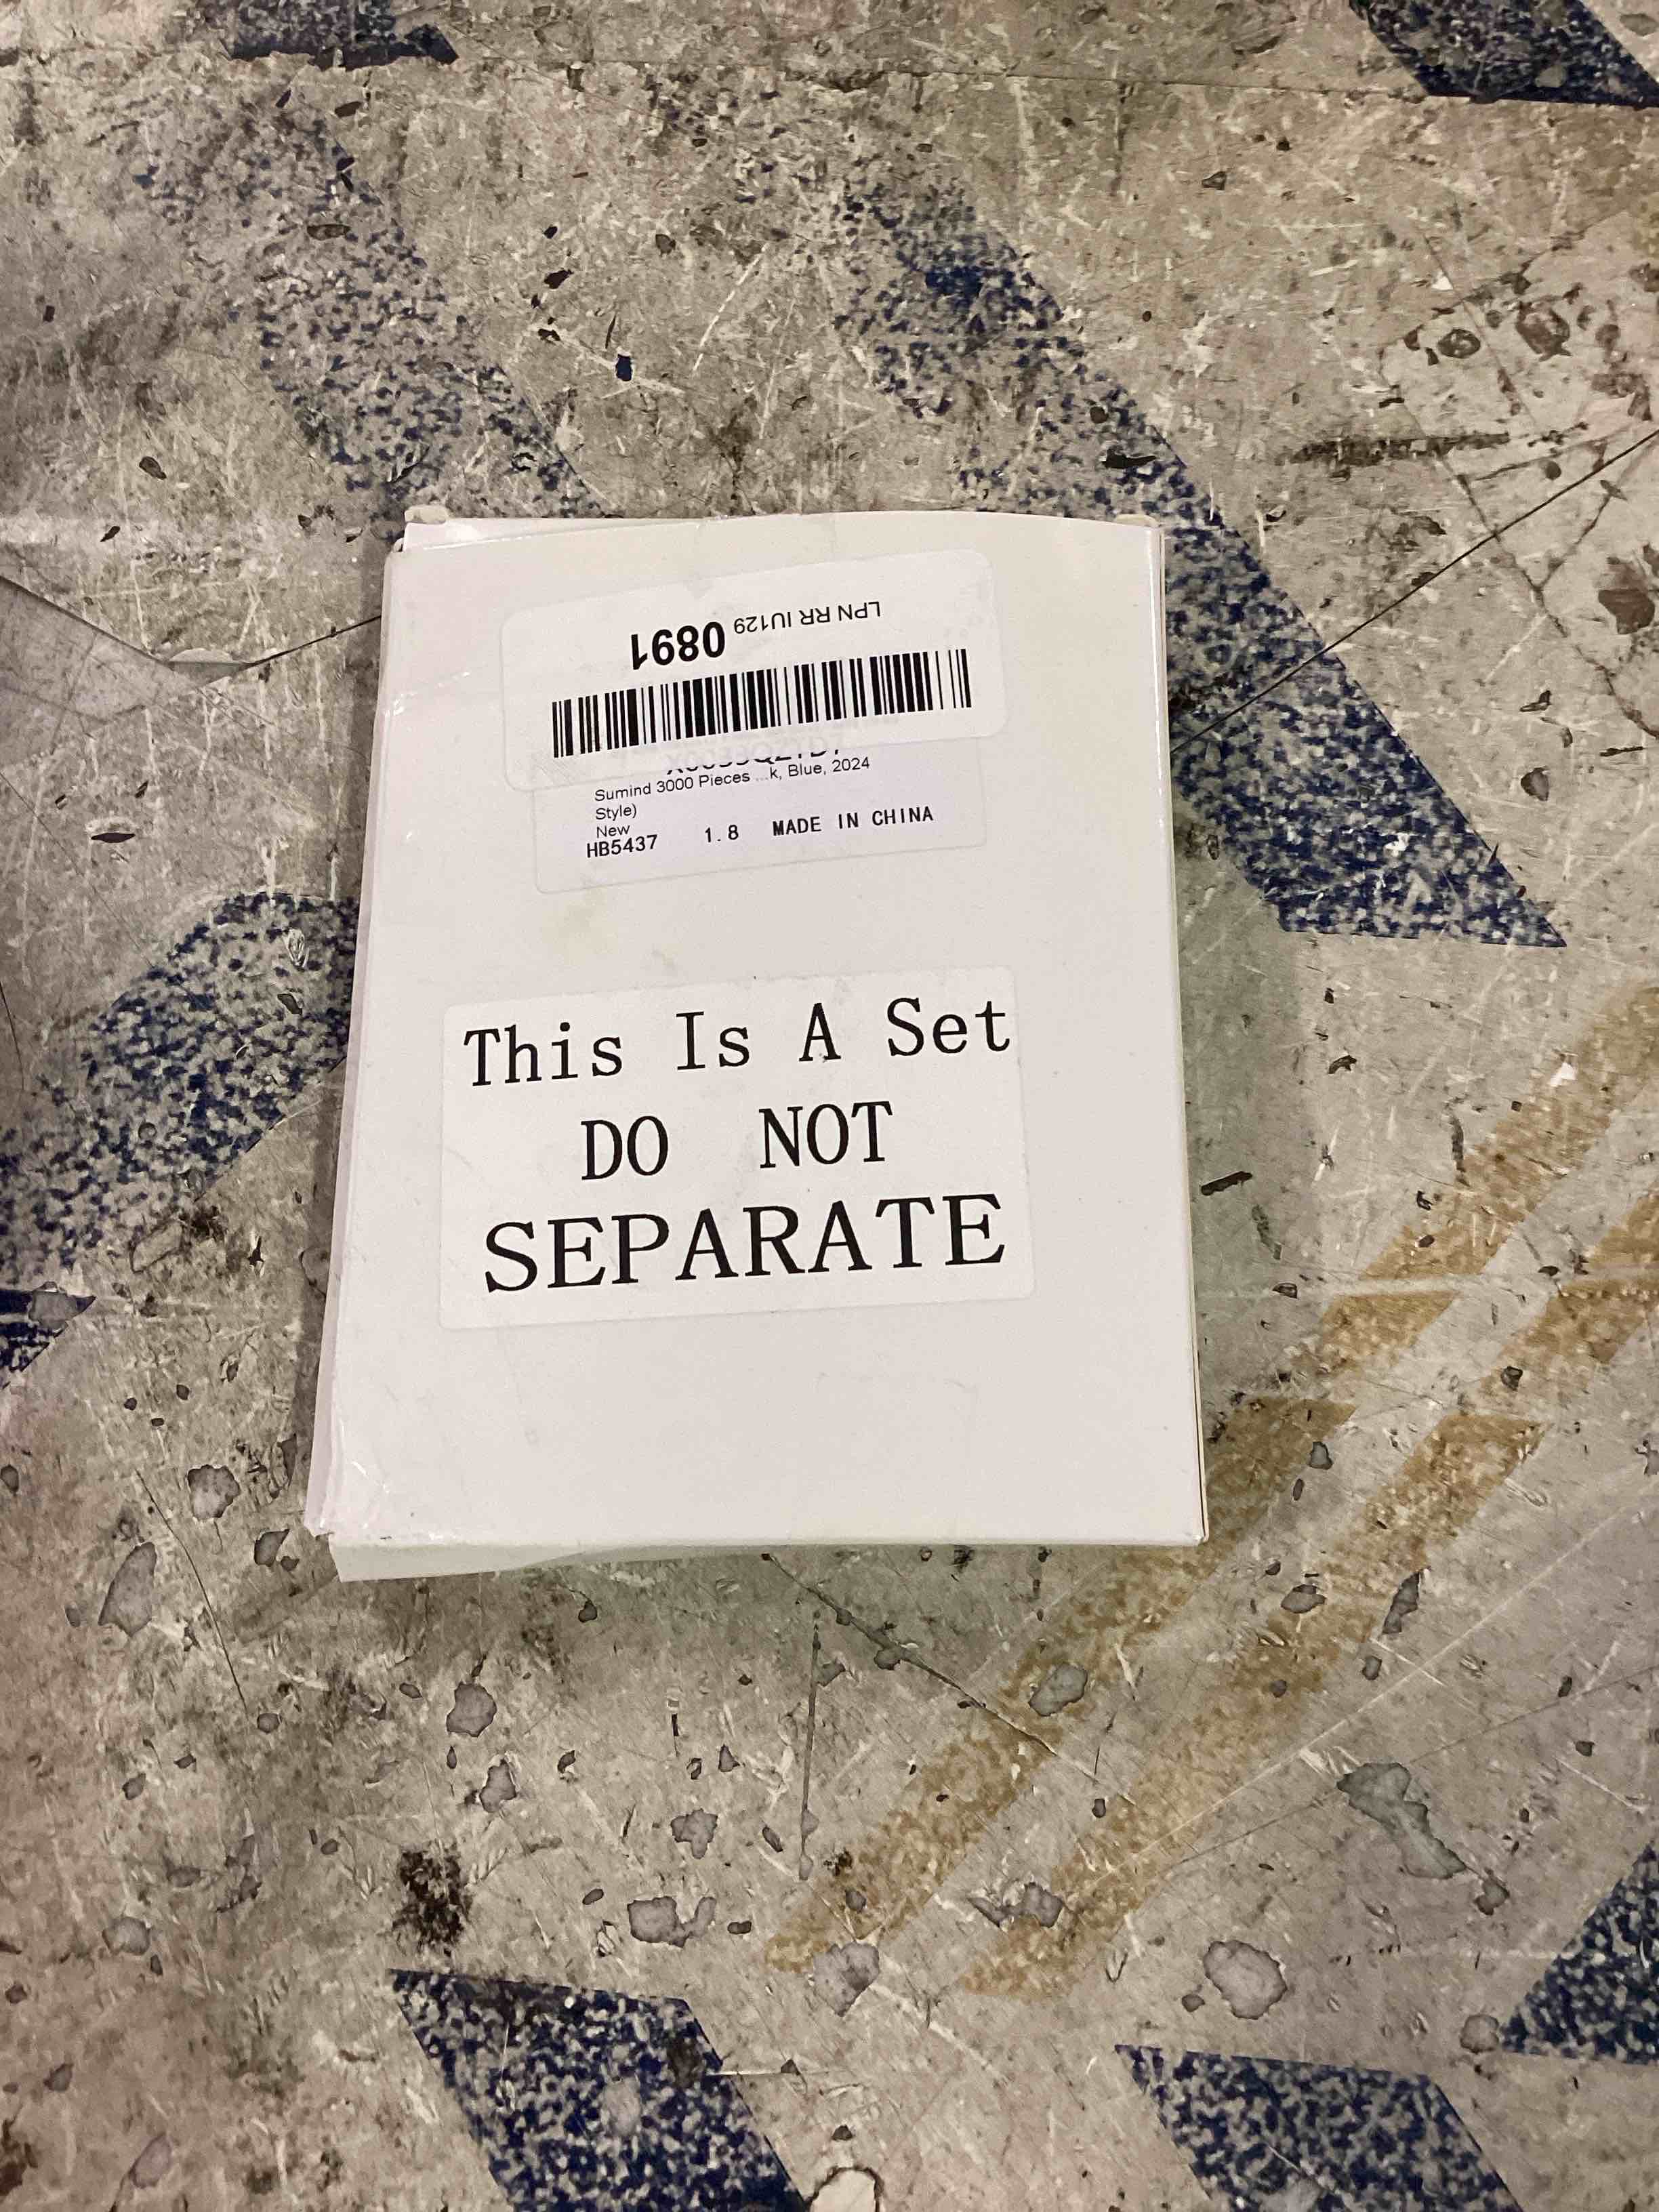 LPN RR IU129 0891
Sumind 3000 Pieces ...k, Blue, 2024
Style)
New
HB5437 1.8 MADE IN CHINA
This Is A Set
DO NOT
SEPARATE